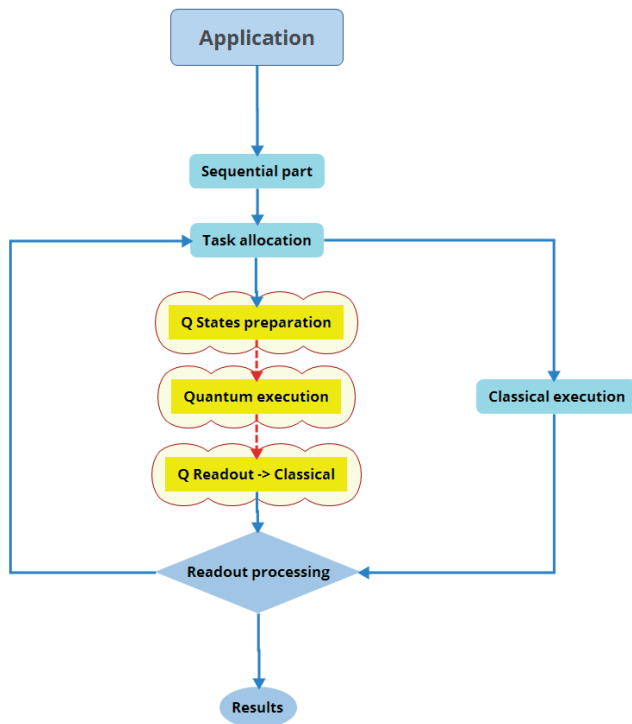 Application
Sequential part
Task allocation
Q States preparation
Quantum execution
Classical execution
Q Readout -> Classical
Readout processing
Results